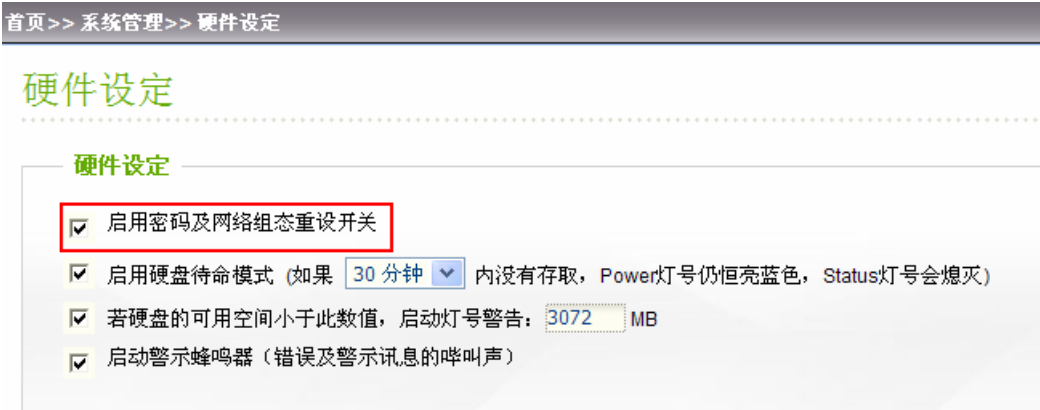 首页>> 系统管理>> 硬件设定
硬件设定
硬件设定
启用密码及网络组态重设开关
启用硬盘待命模式 (如果 30 分钟 内没有存取，Power灯号仍恒亮蓝色，Status灯号会熄灭)
若硬盘的可用空间小于此数值，启动灯号警告： 3072 MB
启动警示蜂鸣器（错误及警示讯息的哔叫声）